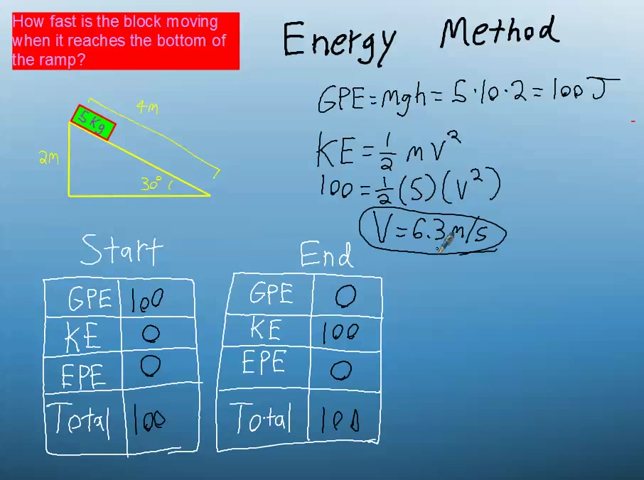 How fast is the block moving
when it reaches the bottom of
the ramp?
Energy Method
GPE = mgh = 5·10·2 = 100 J
KE = 1/2 m v²
100 = 1/2 (5) (v²)
V = 6.3 m/s
4m
5 Kg
2m
30°
Start
GPE 100
KE 0
EPE 0
Total 100
End
GPE 0
KE 100
EPE 0
Total 100